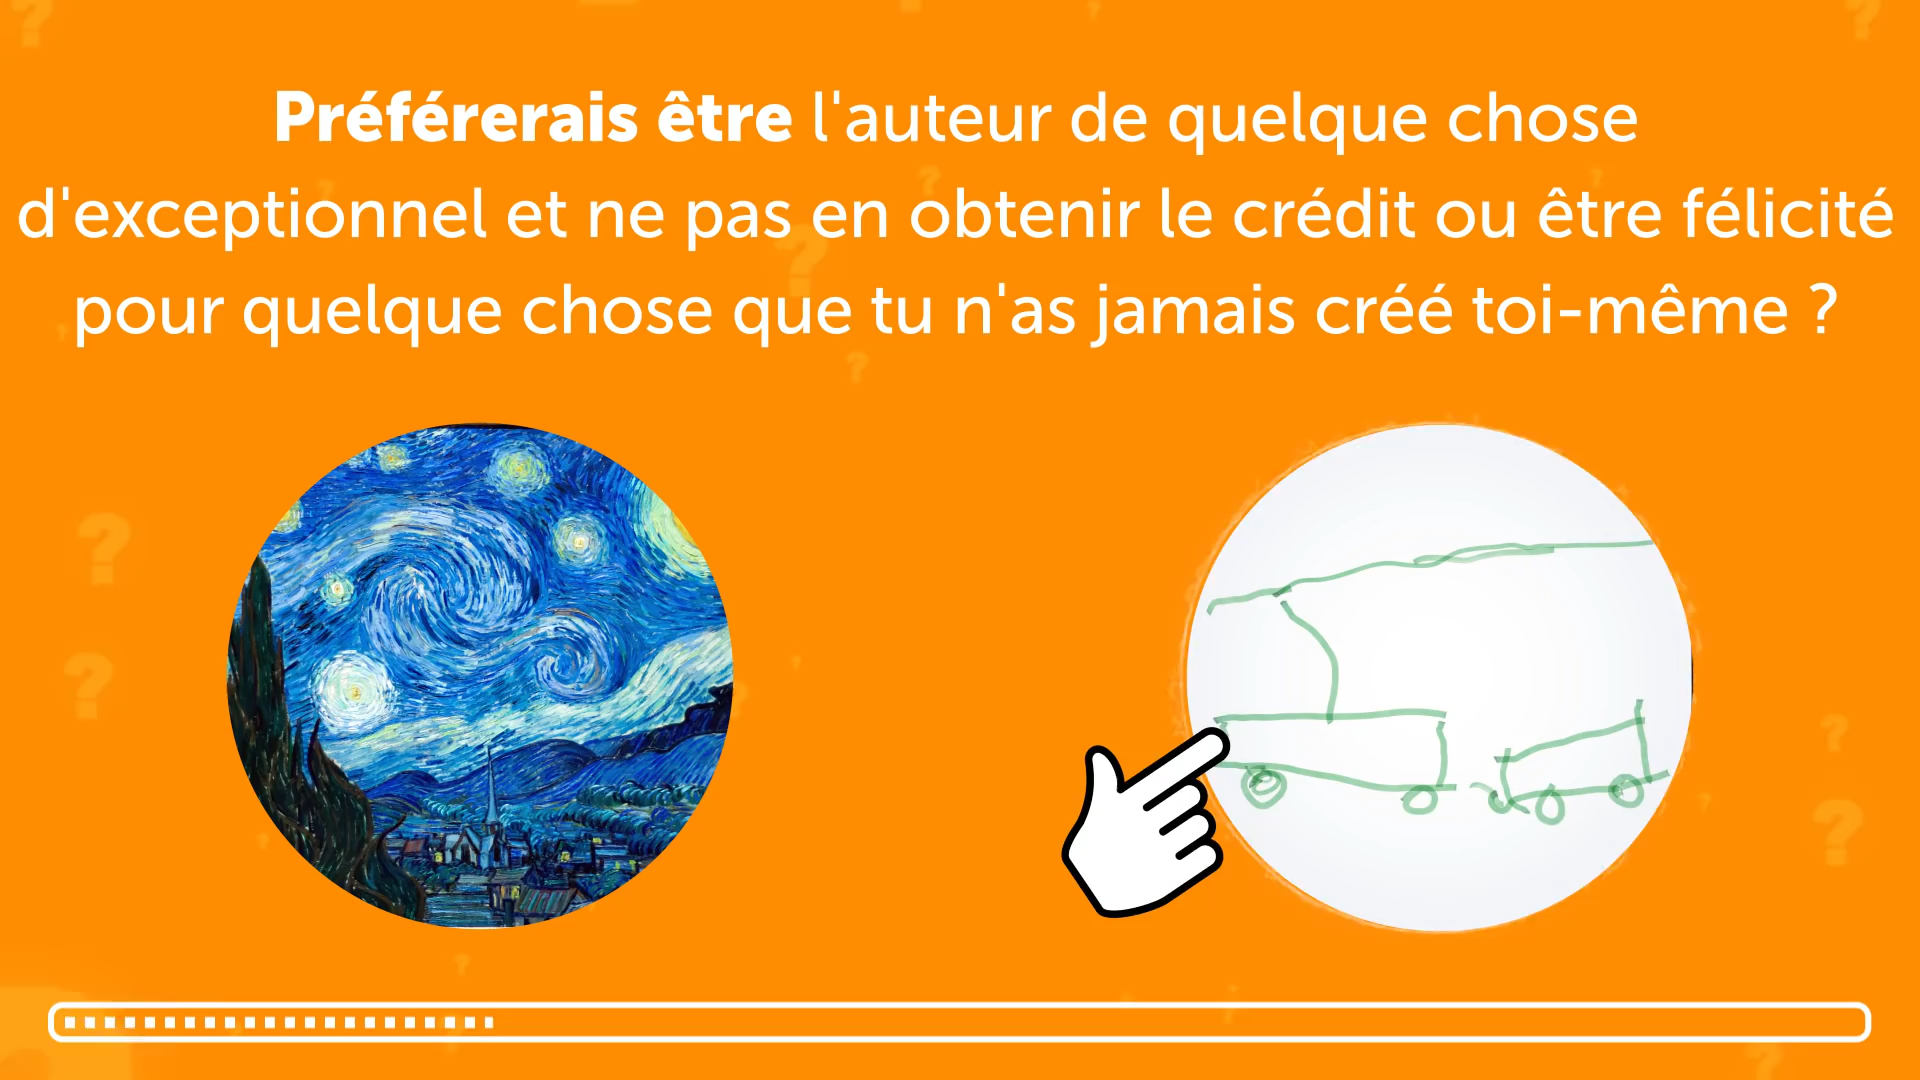 Préférerais être l'auteur de quelque chose
d'exceptionnel et ne pas en obtenir le crédit ou être félicité
pour quelque chose que tu n'as jamais créé toi-même ?